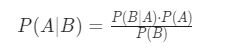 P(A|B) = P(B|A)·P(A) / P(B)